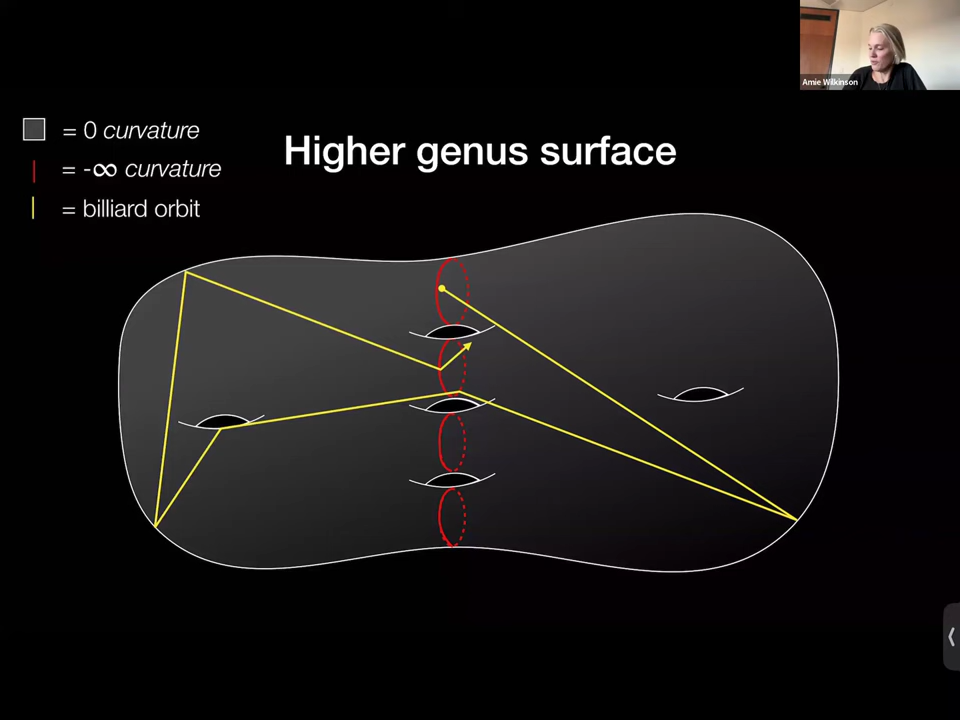 Amie Wilkinson
= 0 curvature
Higher genus surface
= -∞ curvature
= billiard orbit